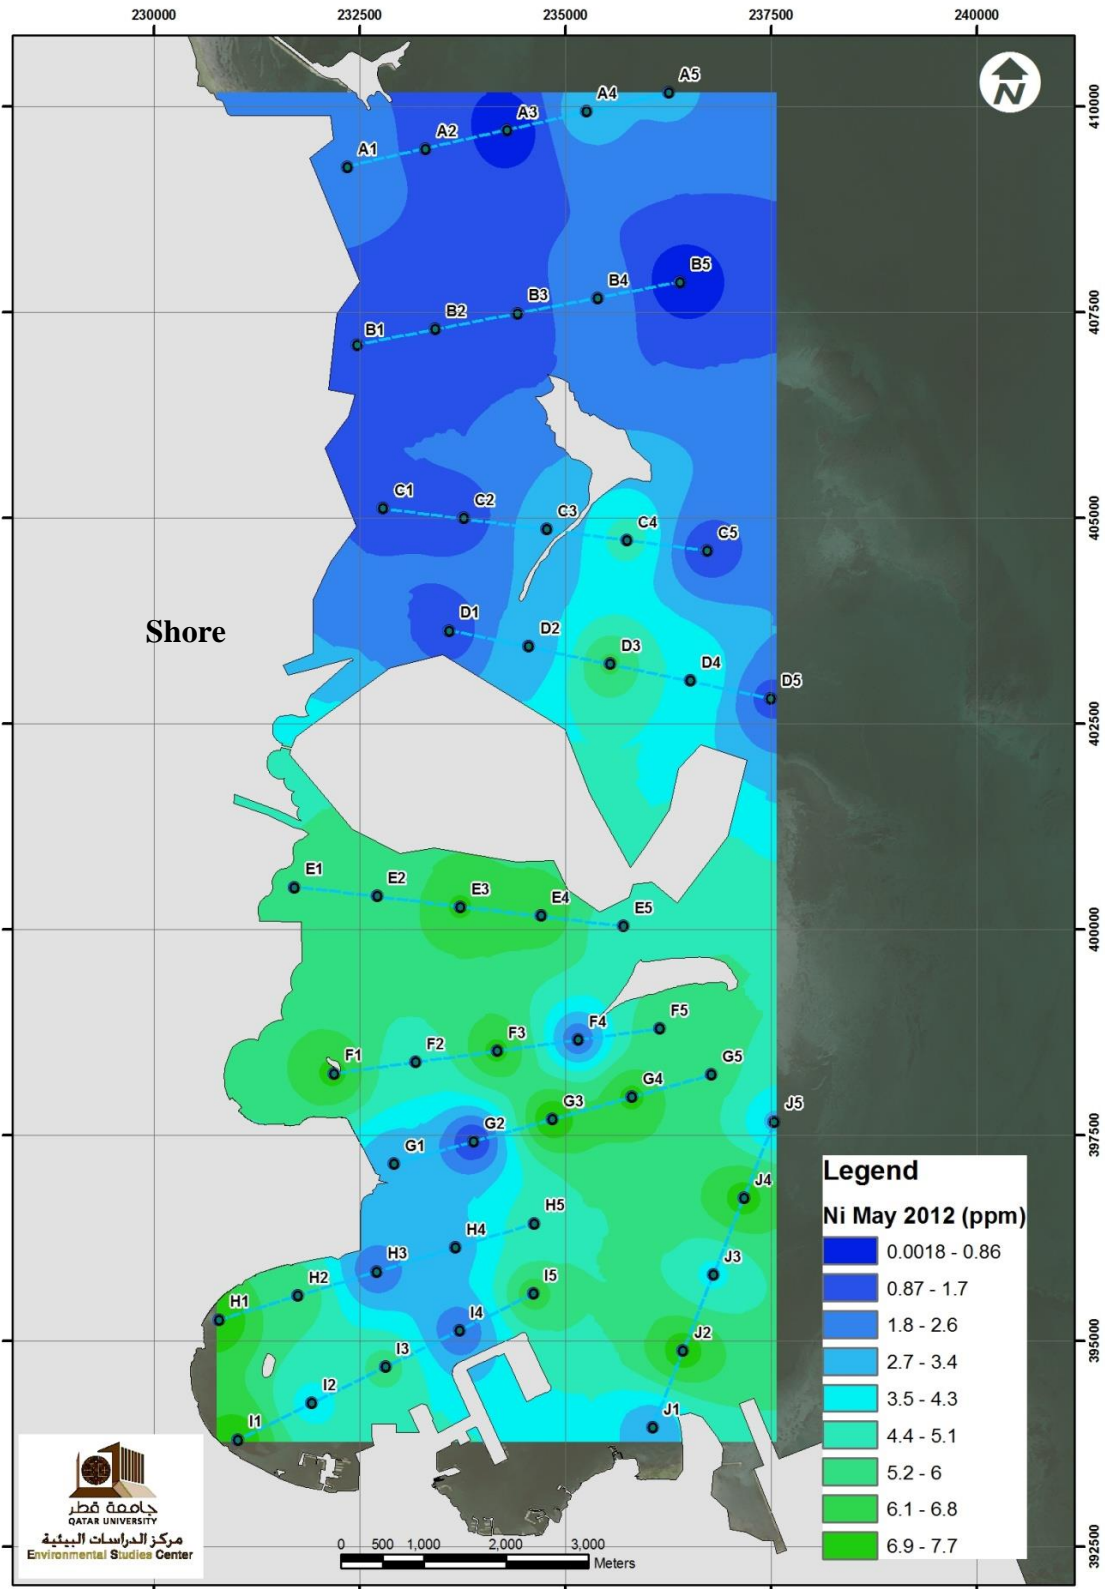 230000 232500 235000 237500 240000
N
A5
A4
410000
A3
A2
A1
B5
B4
B3
407500
B2
B1
C1
C2
C3
C4
405000
C5
D1
Shore
D2
D3
D4
D5
402500
E1
E2
E3
E4
E5
400000
F5
F4
F3
F2
F1
G5
G4
G3
J5
G2
397500
G1
Legend
J4
Ni May 2012 (ppm)
H5
H4
0.0018 - 0.86
H3
J3
0.87 - 1.7
H2
I5
H1
1.8 - 2.6
I4
395000
J2
2.7 - 3.4
I3
I2
3.5 - 4.3
J1
I1
4.4 - 5.1
5.2 - 6
6.1 - 6.8
6.9 - 7.7
جامعة قطر
QATAR UNIVERSITY
مركز الدراسات البيئية
Environmental Studies Center
0 500 1,000 2,000 3,000
Meters
392500